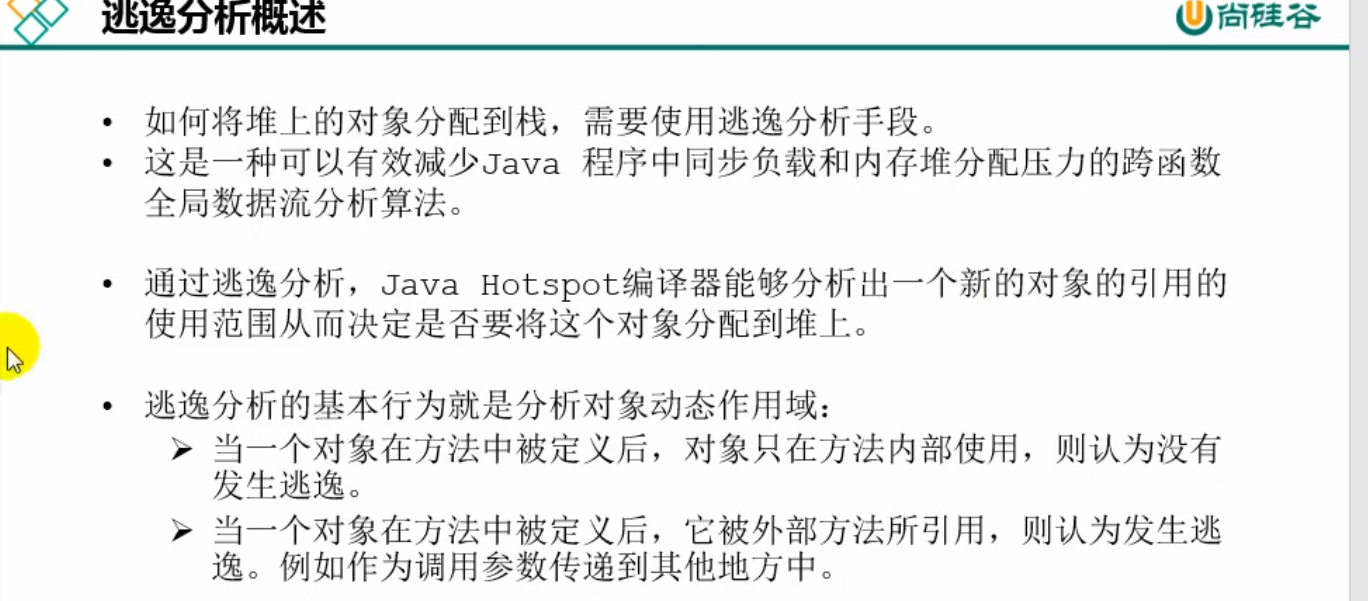 逃逸分析概述
尚硅谷
• 如何将堆上的对象分配到栈，需要使用逃逸分析手段。
• 这是一种可以有效减少Java 程序中同步负载和内存堆分配压力的跨函数
全局数据流分析算法。
• 通过逃逸分析，Java Hotspot编译器能够分析出一个新的对象的引用的
使用范围从而决定是否要将这个对象分配到堆上。
• 逃逸分析的基本行为就是分析对象动态作用域：
➢ 当一个对象在方法中被定义后，对象只在方法内部使用，则认为没有
发生逃逸。
➢ 当一个对象在方法中被定义后，它被外部方法所引用，则认为发生逃
逸。例如作为调用参数传递到其他地方中。